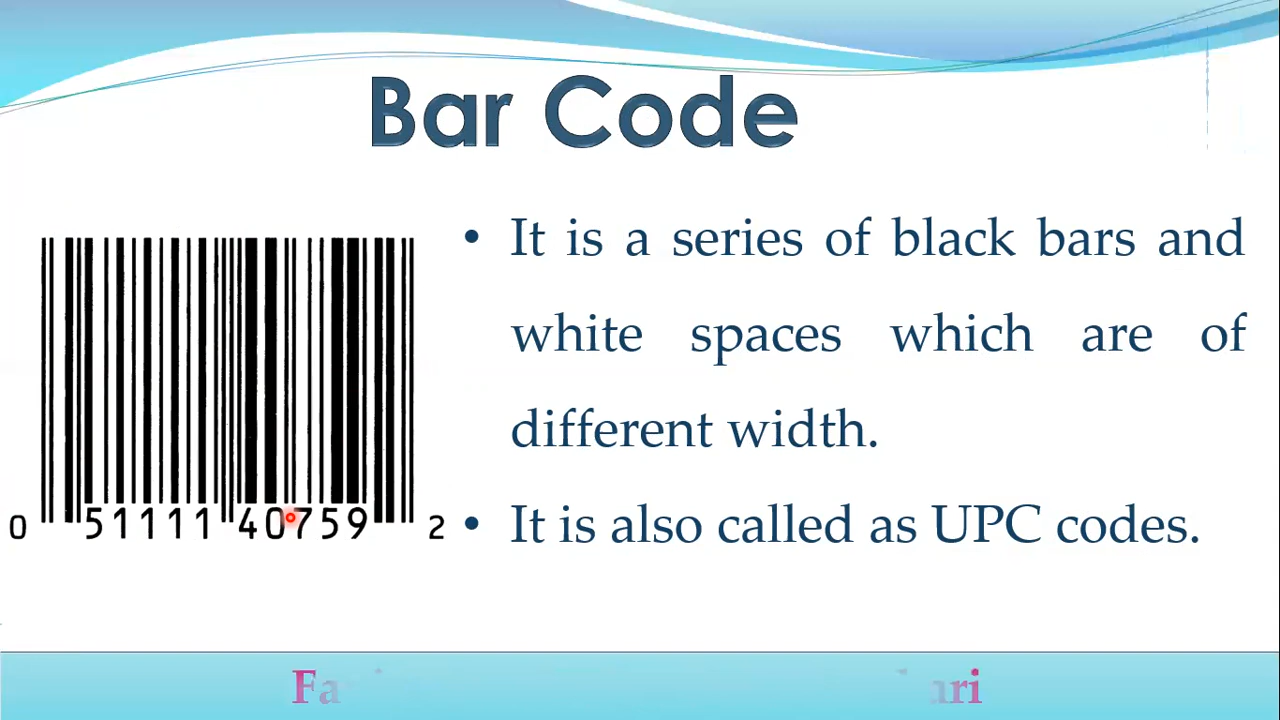 Bar Code
• It is a series of black bars and
white spaces which are of
different width.
0 51111 40759 2
• It is also called as UPC codes.